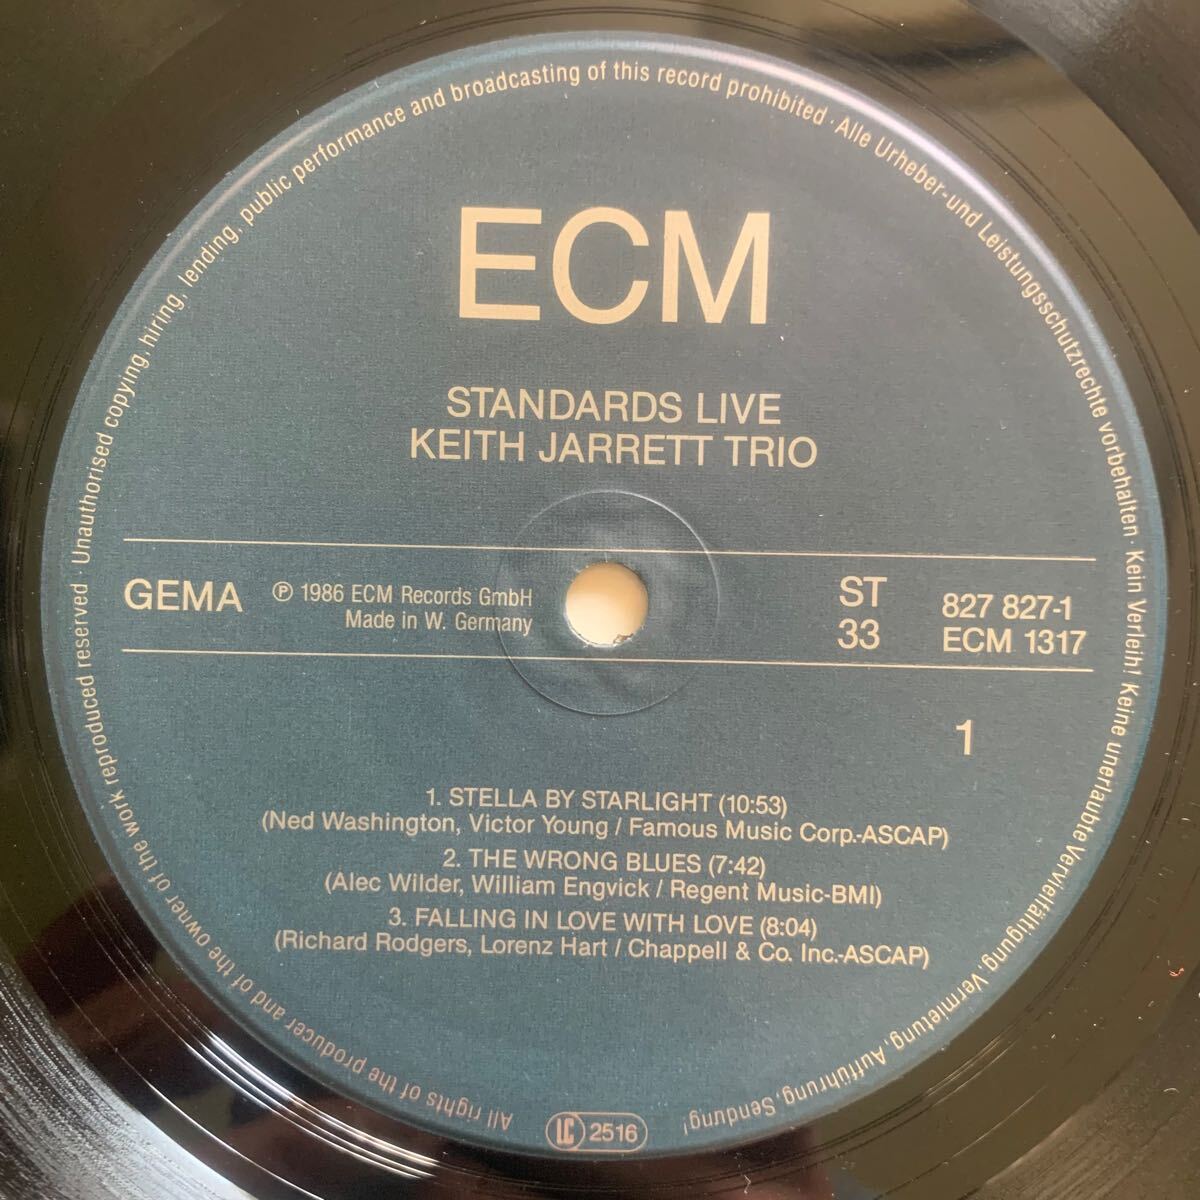 ECM
STANDARDS LIVE
KEITH JARRETT TRIO
GEMA
℗ 1986 ECM Records GmbH
Made in W. Germany
ST
33
827 827-1
ECM 1317
1
1. STELLA BY STARLIGHT (10:53)
(Ned Washington, Victor Young / Famous Music Corp.-ASCAP)
2. THE WRONG BLUES (7:42)
(Alec Wilder, William Engvick / Regent Music-BMI)
3. FALLING IN LOVE WITH LOVE (8:04)
(Richard Rodgers, Lorenz Hart / Chappell & Co. Inc.-ASCAP)
All rights of the producer and of the owner of the work reproduced reserved · Unauthorised copying, hiring, lending, public performance and broadcasting of this record prohibited · Alle Urheber- und Leistungsschutzrechte vorbehalten · Kein Verleih! Keine unerlaubte Vervielfältigung, Vermietung, Aufführung, Sendung!
LC 2516